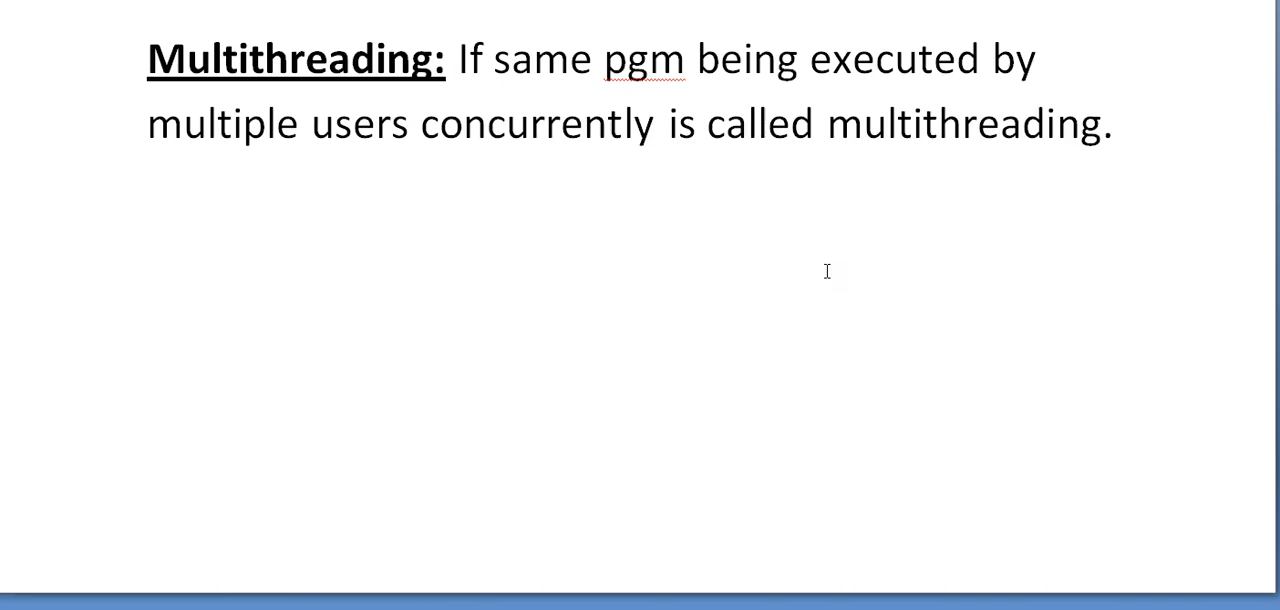 Multithreading: If same pgm being executed by
multiple users concurrently is called multithreading.